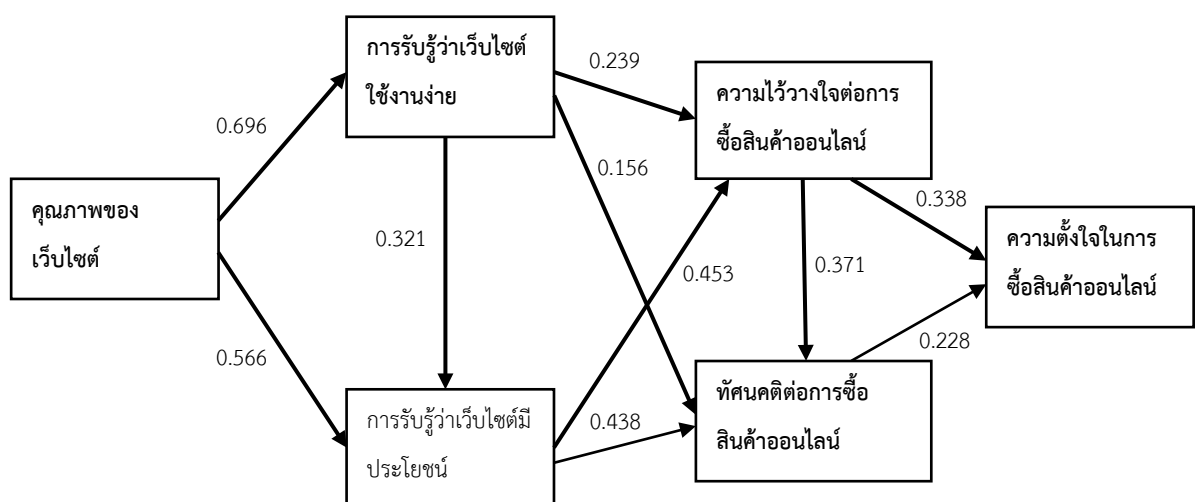 การรับรู้ว่าเว็บไซต์
ใช้งานง่าย
0.239
ความไว้วางใจต่อการ
ซื้อสินค้าออนไลน์
0.696
0.156
คุณภาพของ
เว็บไซต์
0.338
0.321
ความตั้งใจในการ
ซื้อสินค้าออนไลน์
0.453
0.371
0.566
0.228
ทัศนคติต่อการซื้อ
สินค้าออนไลน์
การรับรู้ว่าเว็บไซต์มี
ประโยชน์
0.438